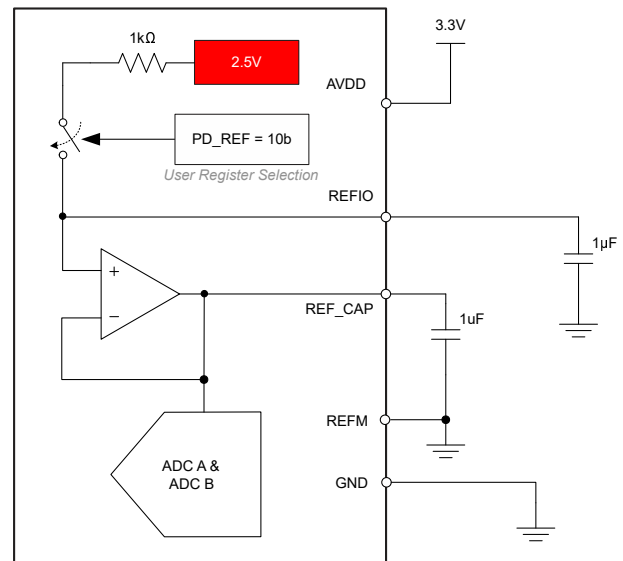 1kΩ
2.5V
3.3V
AVDD
PD_REF = 10b
User Register Selection
REFIO
1µF
+
−
REF_CAP
1uF
REFM
ADC A &
ADC B
GND